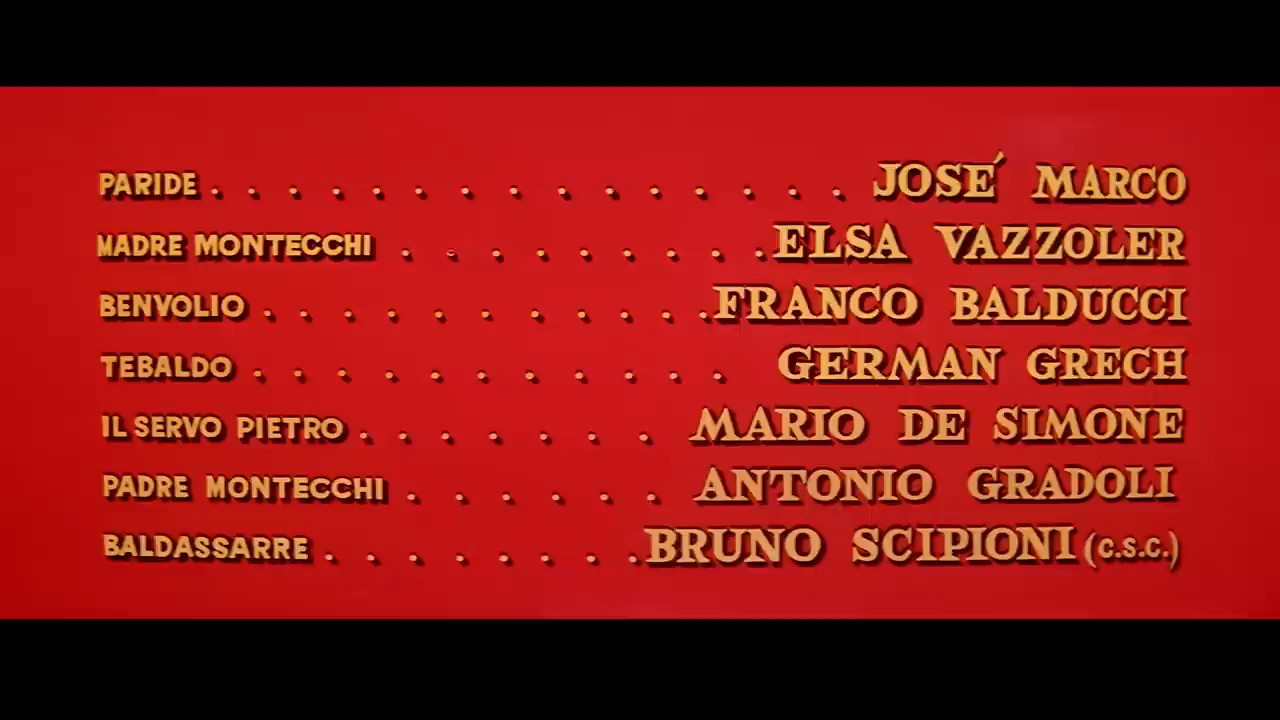 PARIDE . . . . . . . . . . . . . . . JOSÉ MARCO
MADRE MONTECCHI . . . . . . . . . ELSA VAZZOLER
BENVOLIO . . . . . . . . . . . FRANCO BALDUCCI
TEBALDO . . . . . . . . . . . GERMAN GRECH
IL SERVO PIETRO . . . . . . . MARIO DE SIMONE
PADRE MONTECCHI . . . . . . ANTONIO GRADOLI
BALDASSARRE . . . . . . . . BRUNO SCIPIONI (C.S.C.)